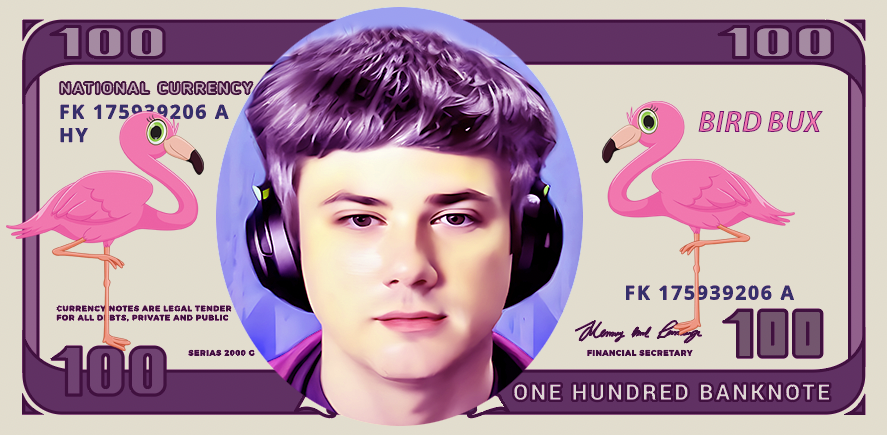 100
100
NATIONAL CURRENCY
FK 175939206 A
HY
BIRD BUX
CURRENCY NOTES ARE LEGAL TENDER
FOR ALL DEBTS, PRIVATE AND PUBLIC
FK 175939206 A
SERIAS 2000 G
FINANCIAL SECRETARY
100
100
ONE HUNDRED BANKNOTE